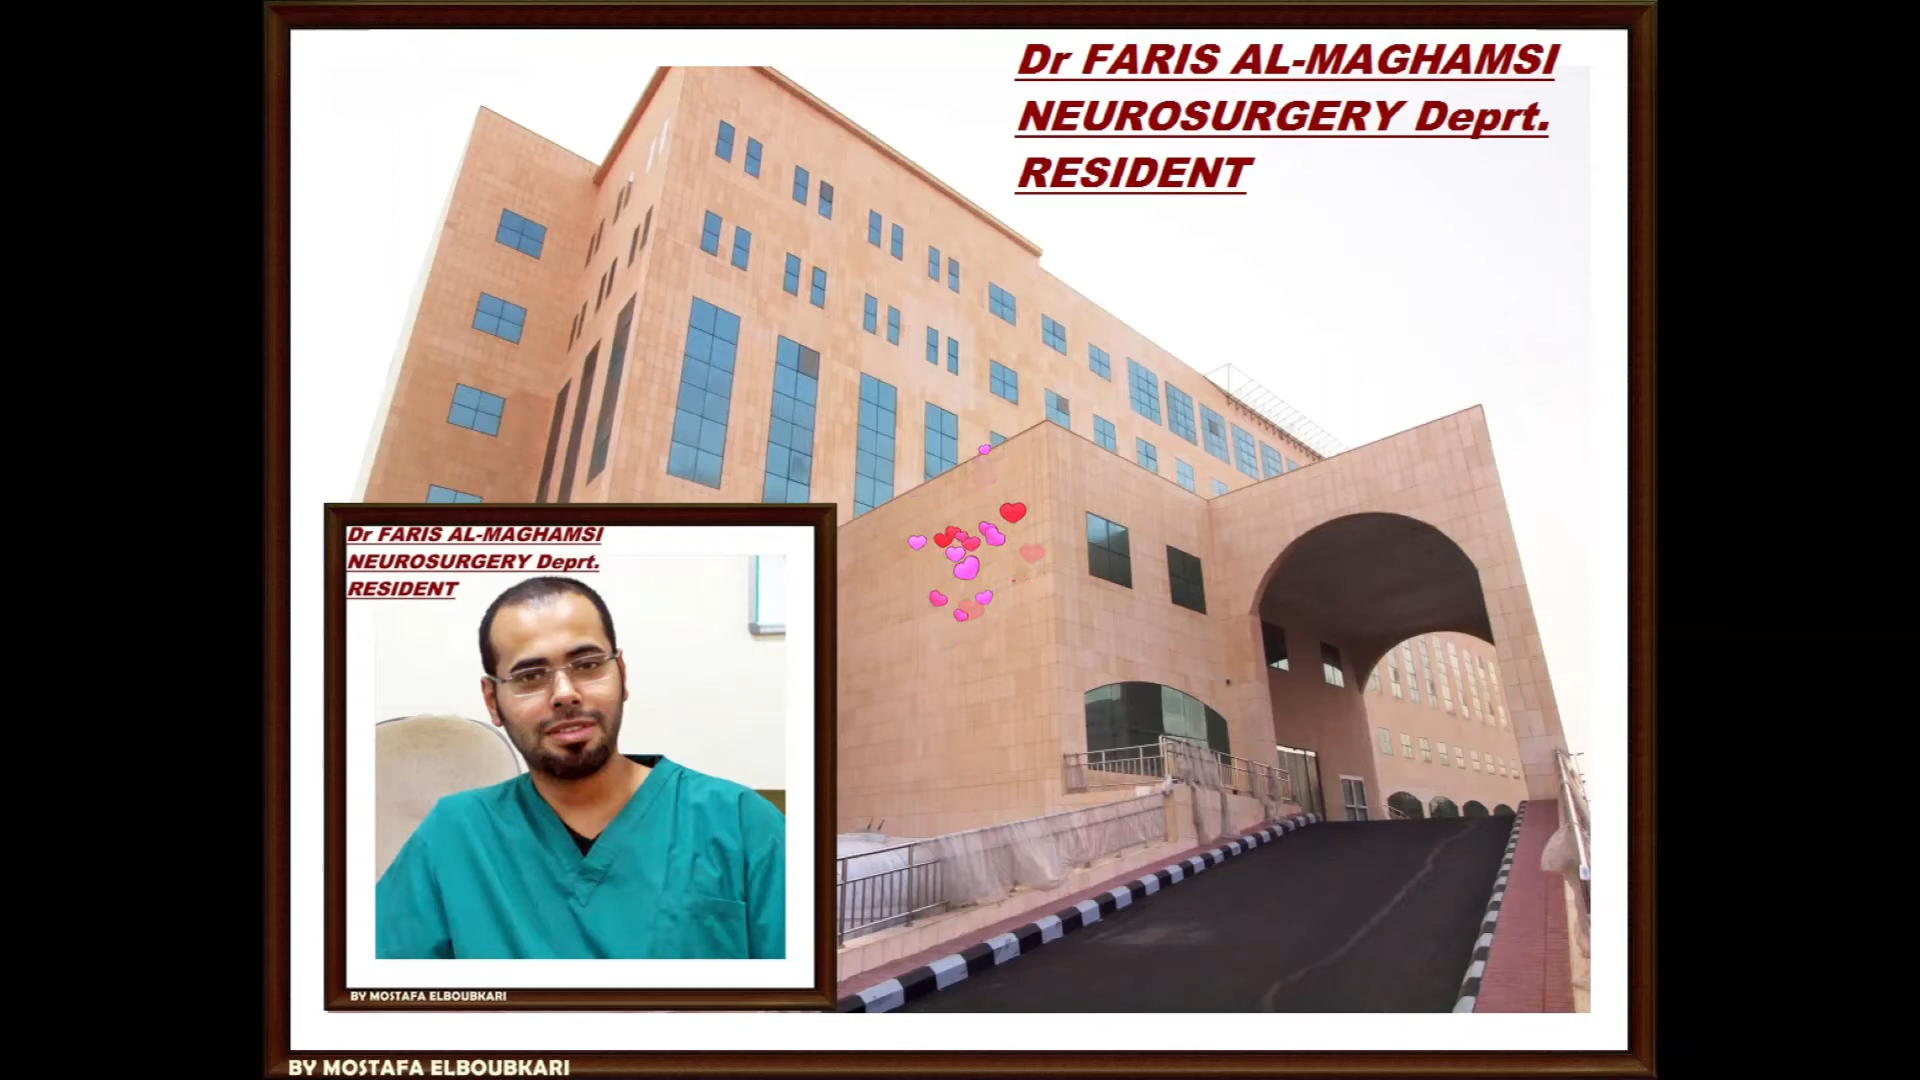 Dr FARIS AL-MAGHAMSI
NEUROSURGERY Deprt.
RESIDENT
Dr FARIS AL-MAGHAMSI
NEUROSURGERY Deprt.
RESIDENT
BY MOSTAFA ELBOUBKARI
BY MOSTAFA ELBOUBKARI